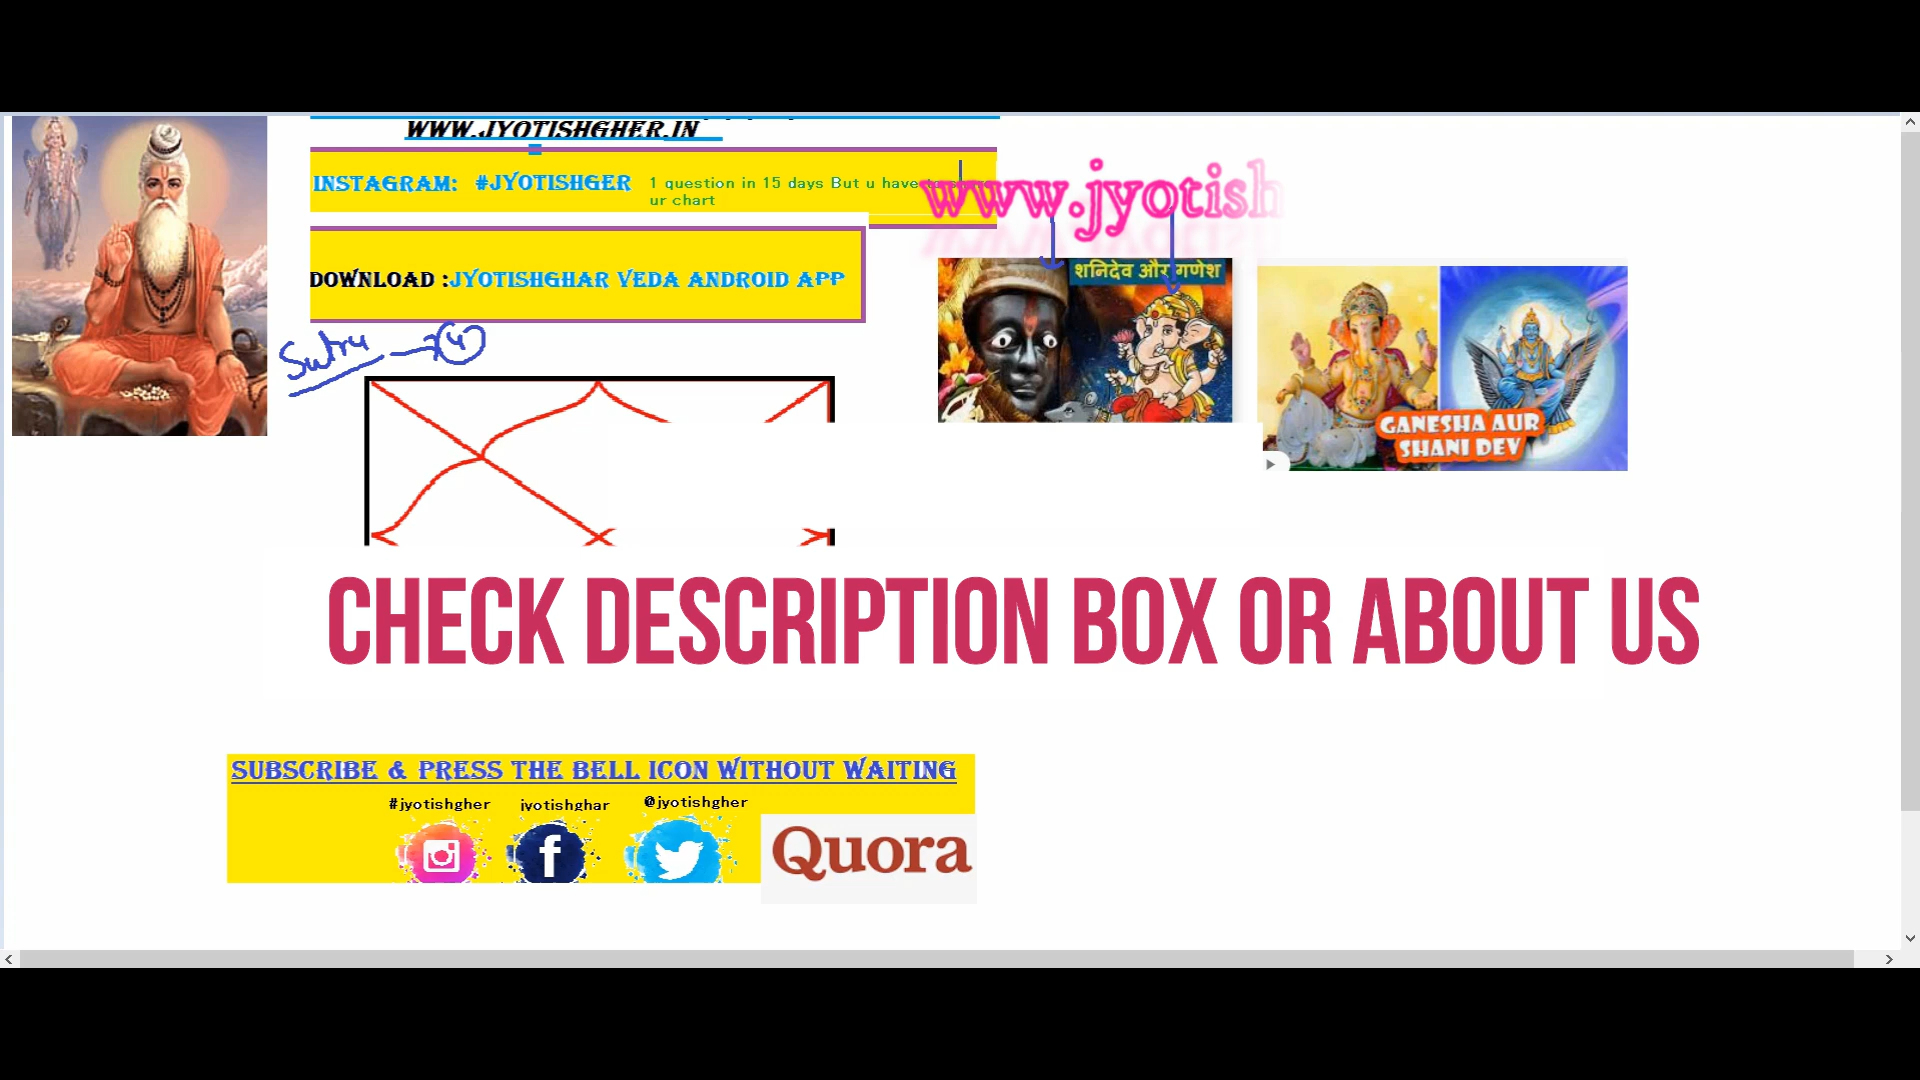 WWW.JYOTISHGHER.IN
INSTAGRAM: #JYOTISHGER 1 question in 15 days But u have
ur chart
www.jyotish
DOWNLOAD :JYOTISHGHAR VEDA ANDROID APP
शनिदेव और गणेश
Sutra
GANESHA AUR
SHANI DEV
CHECK DESCRIPTION BOX OR ABOUT US
SUBSCRIBE & PRESS THE BELL ICON WITHOUT WAITING
#jyotishgher jyotishghar @jyotishgher
Quora